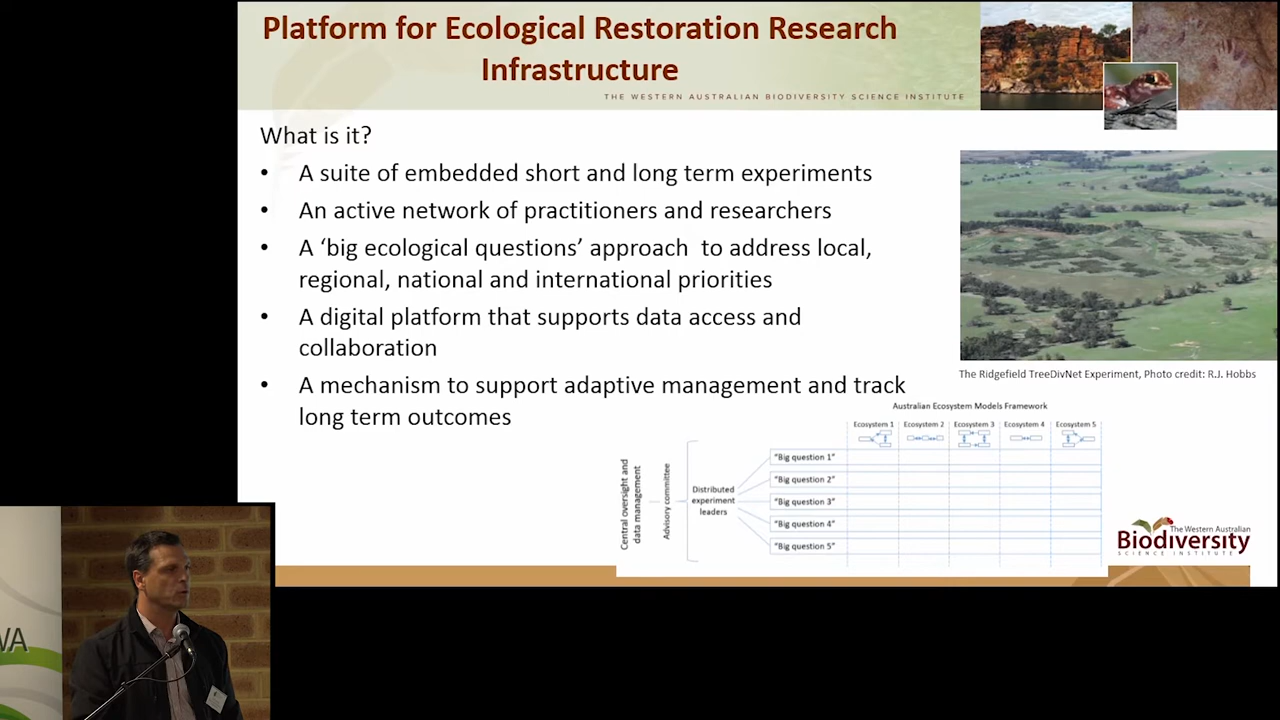 Platform for Ecological Restoration Research
Infrastructure
THE WESTERN AUSTRALIAN BIODIVERSITY SCIENCE INSTITUTE
What is it?
• A suite of embedded short and long term experiments
• An active network of practitioners and researchers
• A ‘big ecological questions’ approach to address local,
regional, national and international priorities
• A digital platform that supports data access and
collaboration
• A mechanism to support adaptive management and track
long term outcomes
The Ridgefield TreeDivNet Experiment, Photo credit: R.J. Hobbs
Australian Ecosystem Models Framework
Ecosystem 1 Ecosystem 2 Ecosystem 3 Ecosystem 4 Ecosystem 5
Central oversight and
data management
Advisory committee
Distributed
experiment
leaders
"Big question 1"
"Big question 2"
"Big question 3"
"Big question 4"
"Big question 5"
The Western Australian
Biodiversity
SCIENCE INSTITUTE
WA